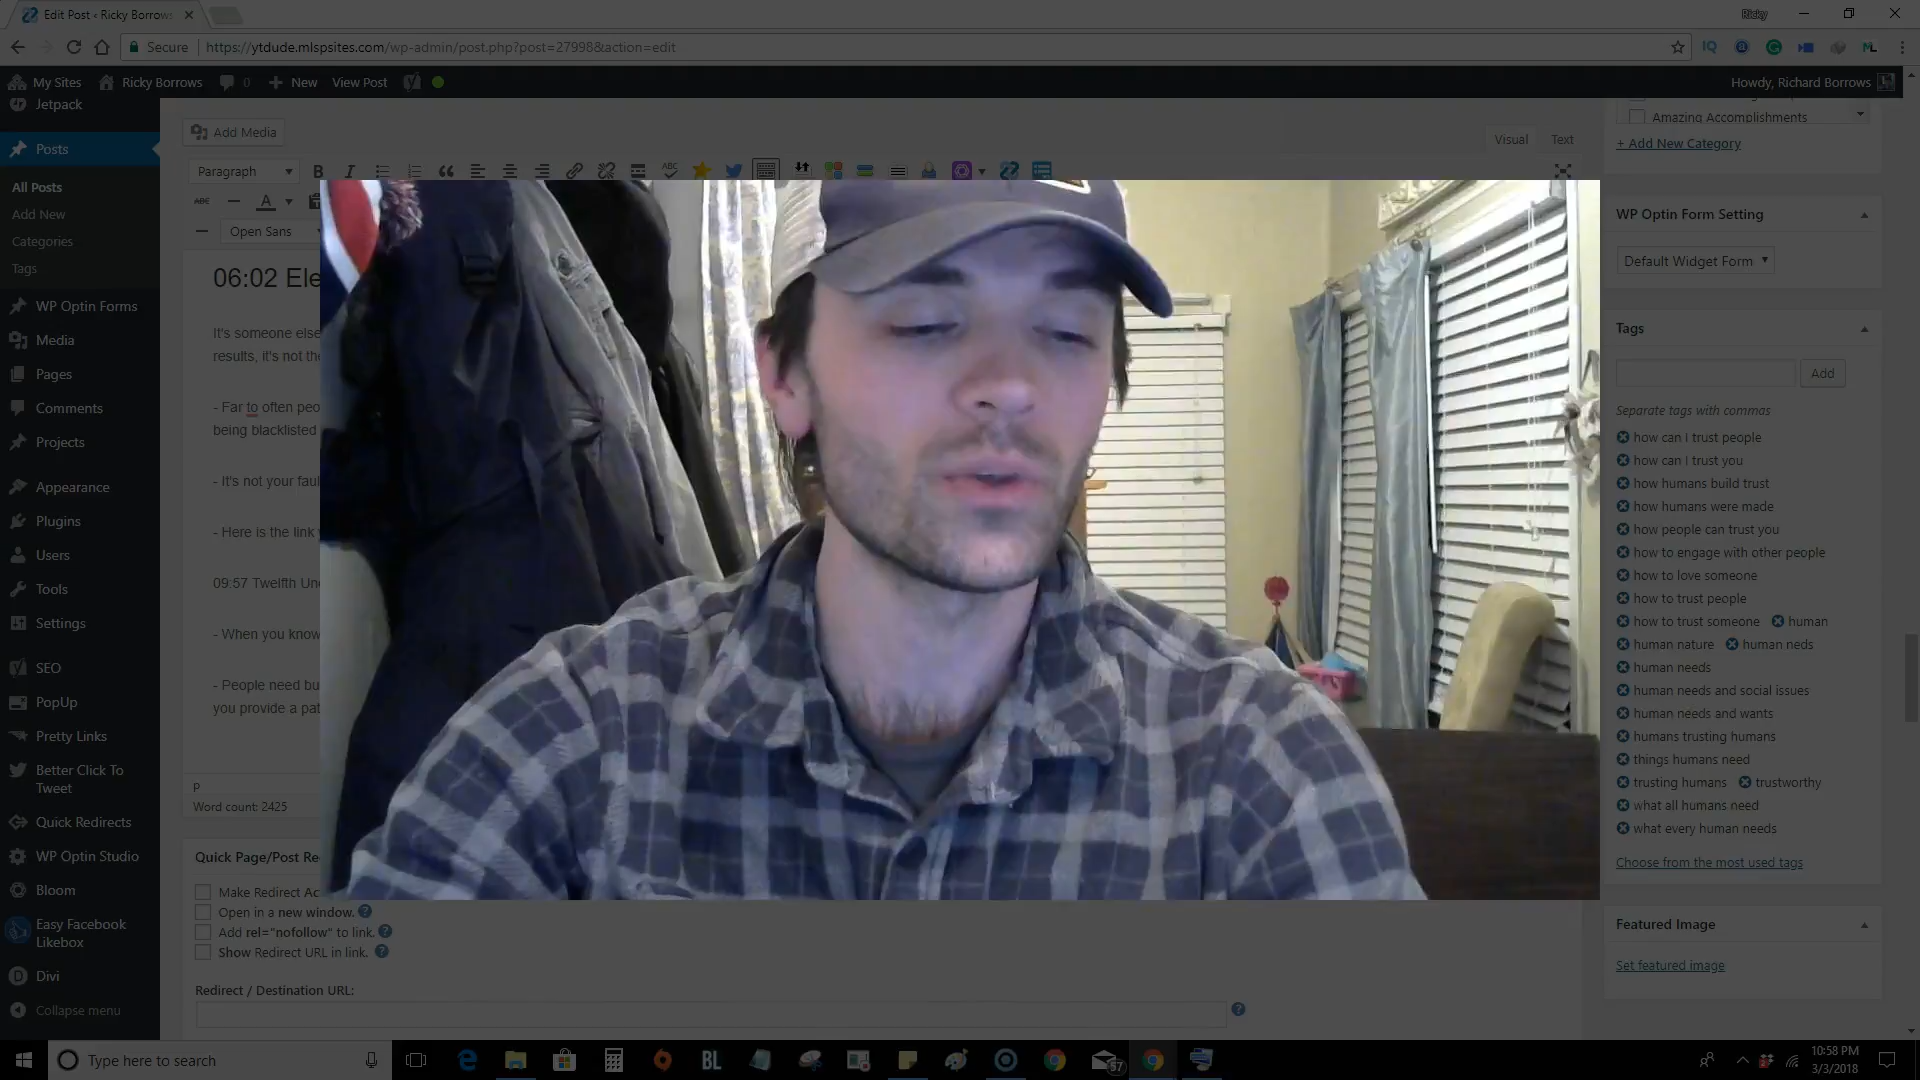 Edit Post ‹ Ricky Borrows
Ricky
Secure
https://ytdude.mlspsites.com/wp-admin/post.php?post=27998&action=edit
IQ
ML
My Sites
Ricky Borrows
0
New
View Post
Howdy, Richard Borrows
Jetpack
Posts
All Posts
Add New
Categories
Tags
WP Optin Forms
Media
Pages
Comments
Projects
Appearance
Plugins
Users
Tools
Settings
SEO
PopUp
Pretty Links
Better Click To
Tweet
Quick Redirects
WP Optin Studio
Bloom
Easy Facebook
Likebox
Divi
Collapse menu
Add Media
Visual
Text
Paragraph
B
I
ABC
ABC
A
Open Sans
06:02 Ele
It's someone else
results, it's not the
- Far to often peo
being blacklisted
- It's not your faul
- Here is the link
09:57 Twelfth Un
- When you know
- People need bu
you provide a pat
P
Word count: 2425
Quick Page/Post Re
Make Redirect Ac
Open in a new window.
Add rel="nofollow" to link.
Show Redirect URL in link.
Redirect / Destination URL:
Amazing Accomplishments
+ Add New Category
WP Optin Form Setting
Default Widget Form
Tags
Add
Separate tags with commas
how can I trust people
how can I trust you
how humans build trust
how humans were made
how people can trust you
how to engage with other people
how to love someone
how to trust people
how to trust someone human
human nature human neds
human needs
human needs and social issues
human needs and wants
humans trusting humans
things humans need
trusting humans trustworthy
what all humans need
what every human needs
Choose from the most used tags
Featured Image
Set featured image
Type here to search
BL
57
10:58 PM
3/3/2018